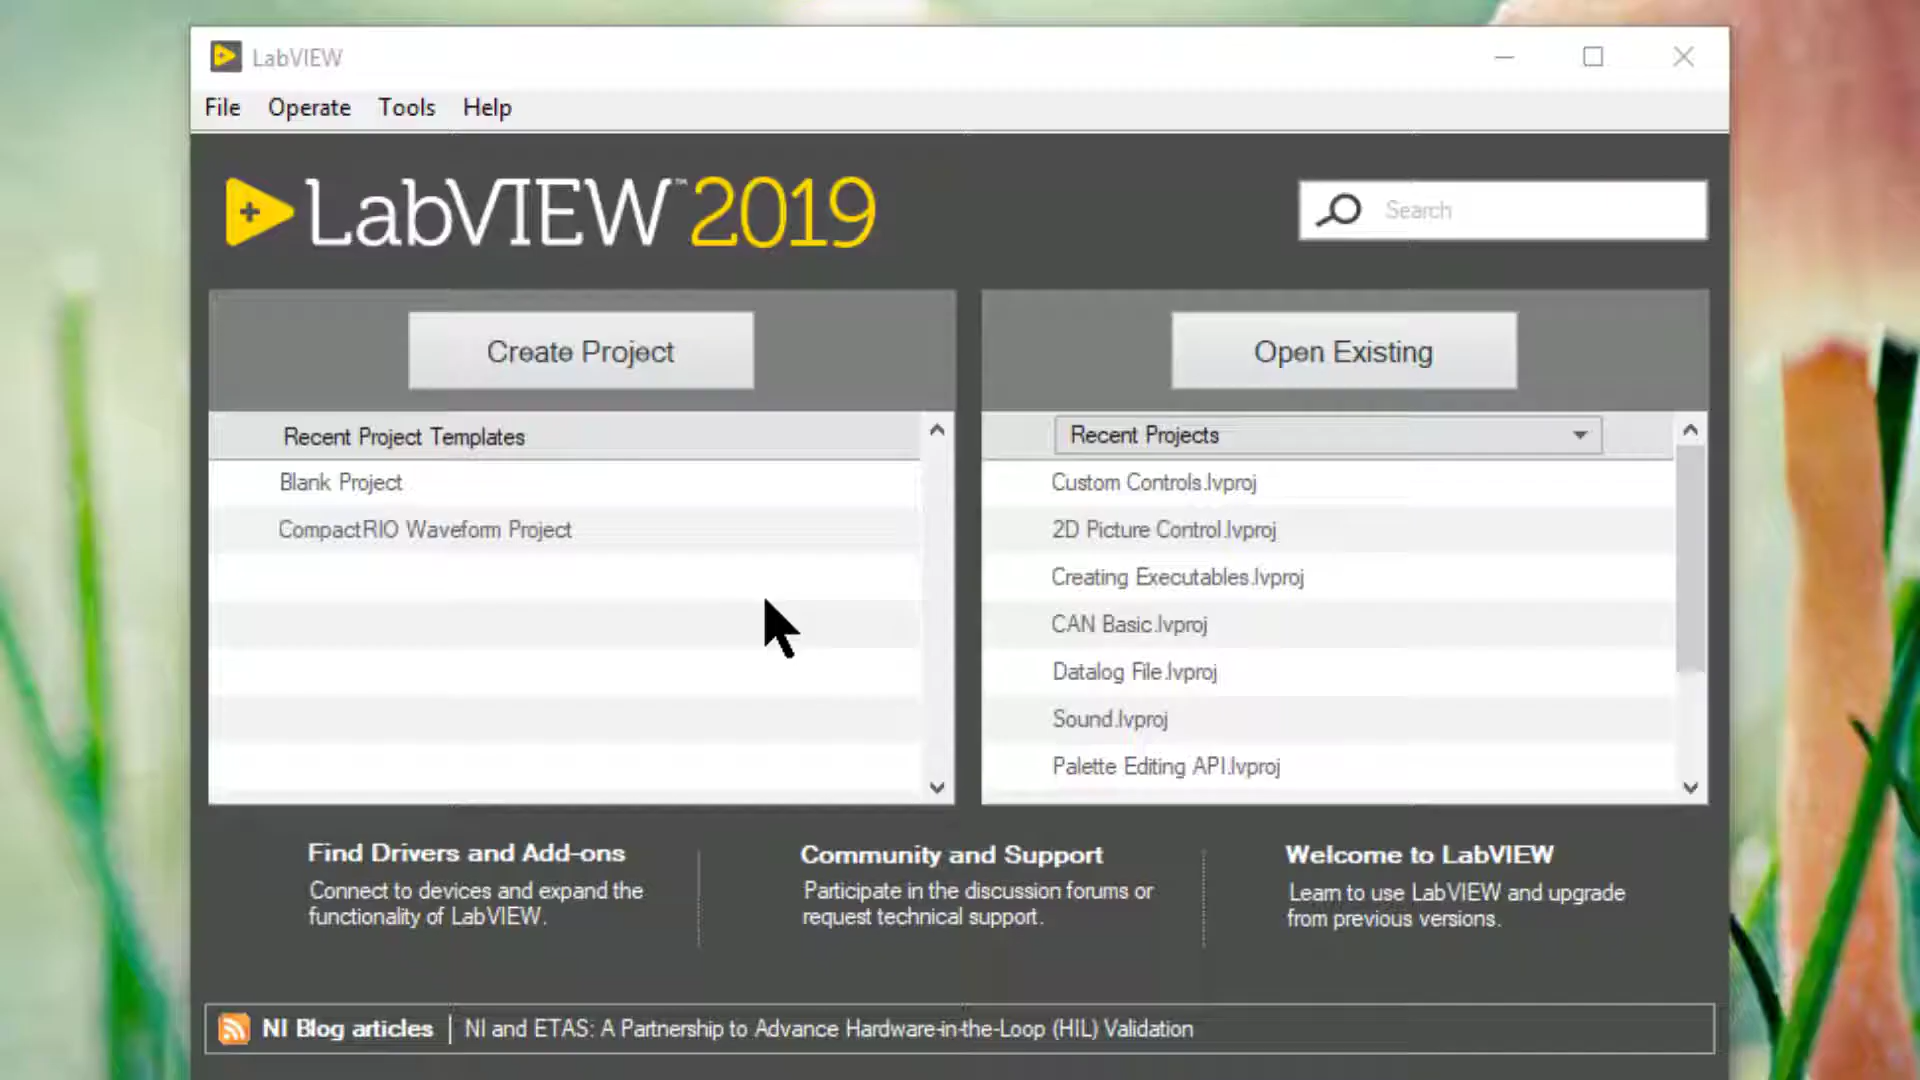 LabVIEW
File Operate Tools Help
LabVIEW™ 2019
Search
Create Project
Open Existing
Recent Project Templates
Blank Project
CompactRIO Waveform Project
Recent Projects
Custom Controls.lvproj
2D Picture Control.lvproj
Creating Executables.lvproj
CAN Basic.lvproj
Datalog File.lvproj
Sound.lvproj
Palette Editing API.lvproj
Find Drivers and Add-ons
Connect to devices and expand the
functionality of LabVIEW.
Community and Support
Participate in the discussion forums or
request technical support.
Welcome to LabVIEW
Learn to use LabVIEW and upgrade
from previous versions.
NI Blog articles | NI and ETAS: A Partnership to Advance Hardware-in-the-Loop (HIL) Validation